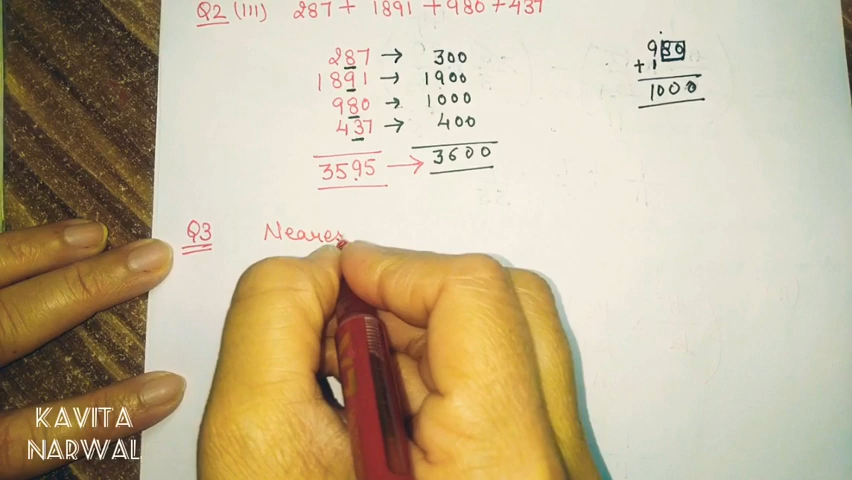 Q2 (III) 287 + 1891 + 980 + 437
287 → 300
1891 → 1900
980 → 1000
437 → 400
3595 → 3600
980
+ 1
1000
Q3 Neares
KAVITA
NARWAL